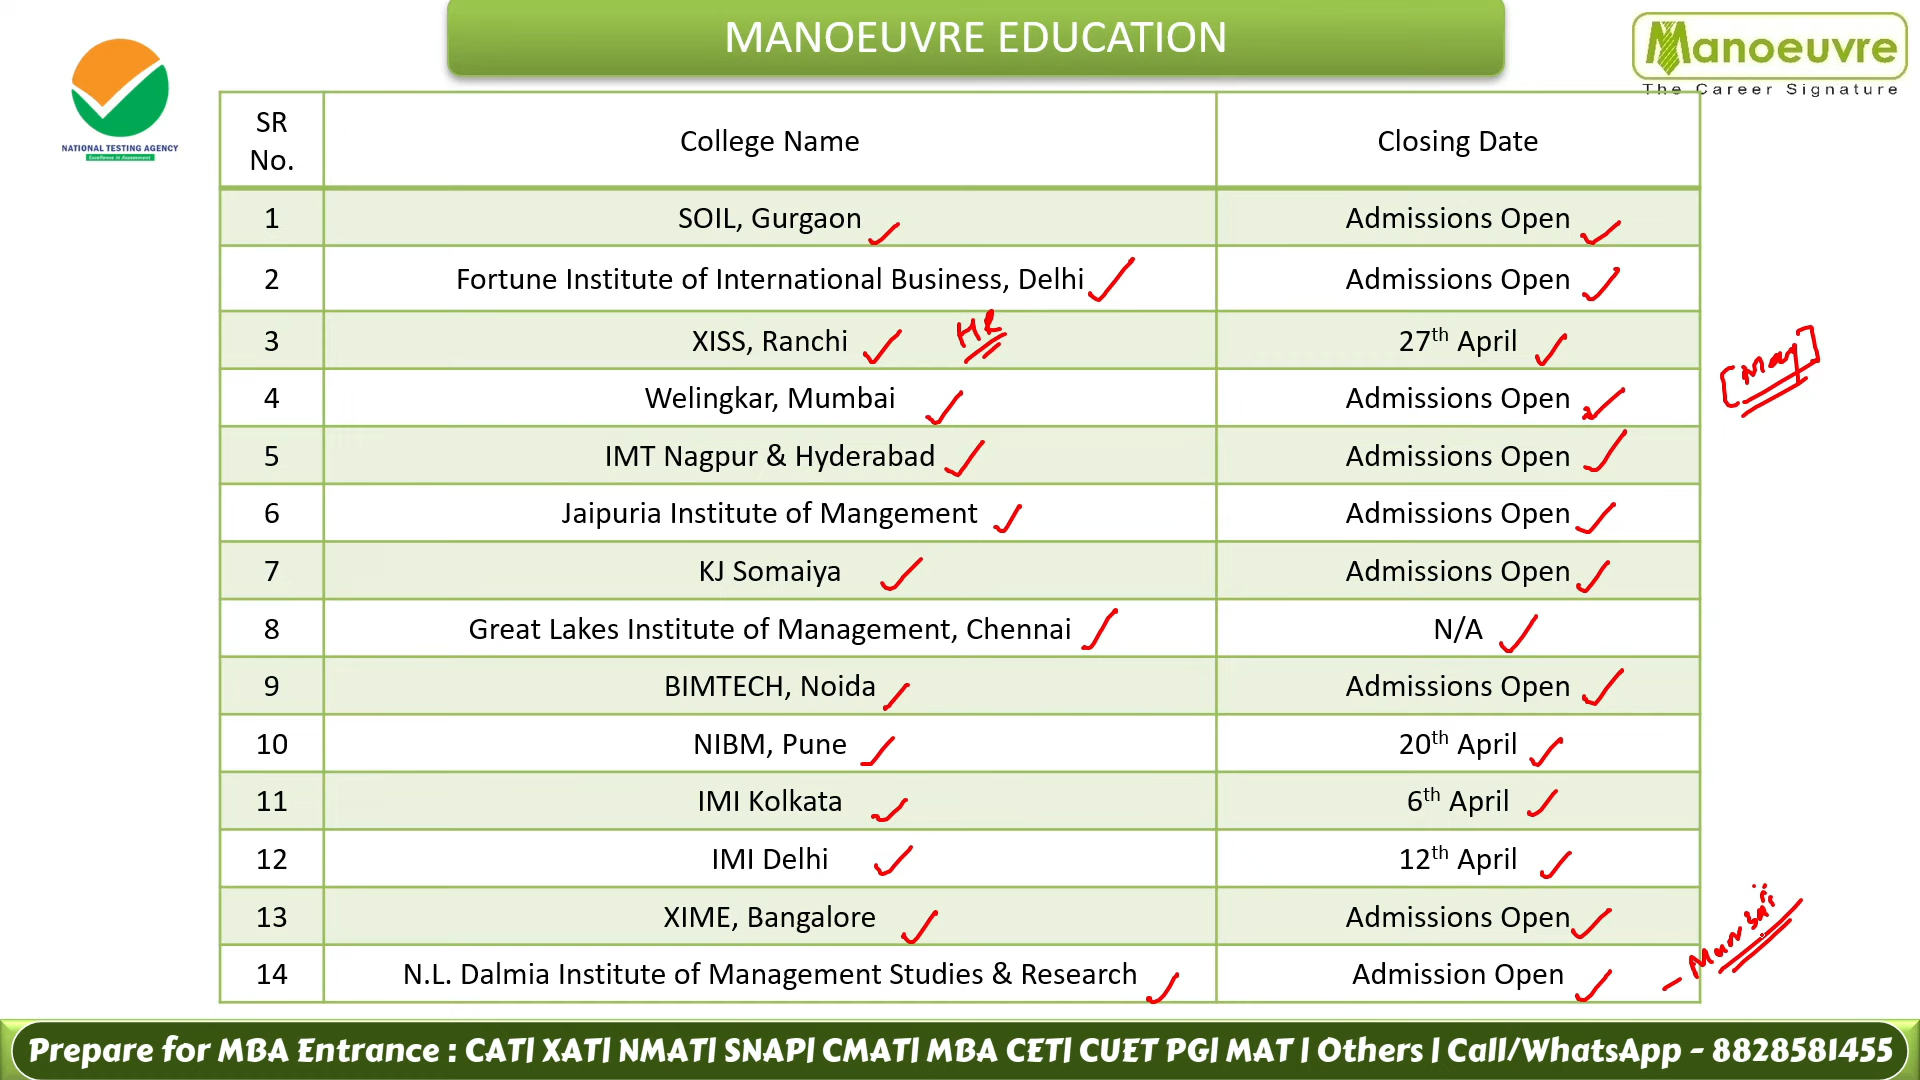 MANOEUVRE EDUCATION
Manoeuvre
The Career Signature
NATIONAL TESTING AGENCY
Excellence in Assessment
SR No. College Name Closing Date
1 SOIL, Gurgaon Admissions Open
2 Fortune Institute of International Business, Delhi Admissions Open
3 XISS, Ranchi HR 27th April
[May]
4 Welingkar, Mumbai Admissions Open
5 IMT Nagpur & Hyderabad Admissions Open
6 Jaipuria Institute of Mangement Admissions Open
7 KJ Somaiya Admissions Open
8 Great Lakes Institute of Management, Chennai N/A
9 BIMTECH, Noida Admissions Open
10 NIBM, Pune 20th April
11 IMI Kolkata 6th April
12 IMI Delhi 12th April
13 XIME, Bangalore Admissions Open
14 N.L. Dalmia Institute of Management Studies & Research Admission Open
Prepare for MBA Entrance : CAT| XAT| NMAT| SNAP| CMAT| MBA CET| CUET PG| MAT | Others | Call/WhatsApp - 8828581455